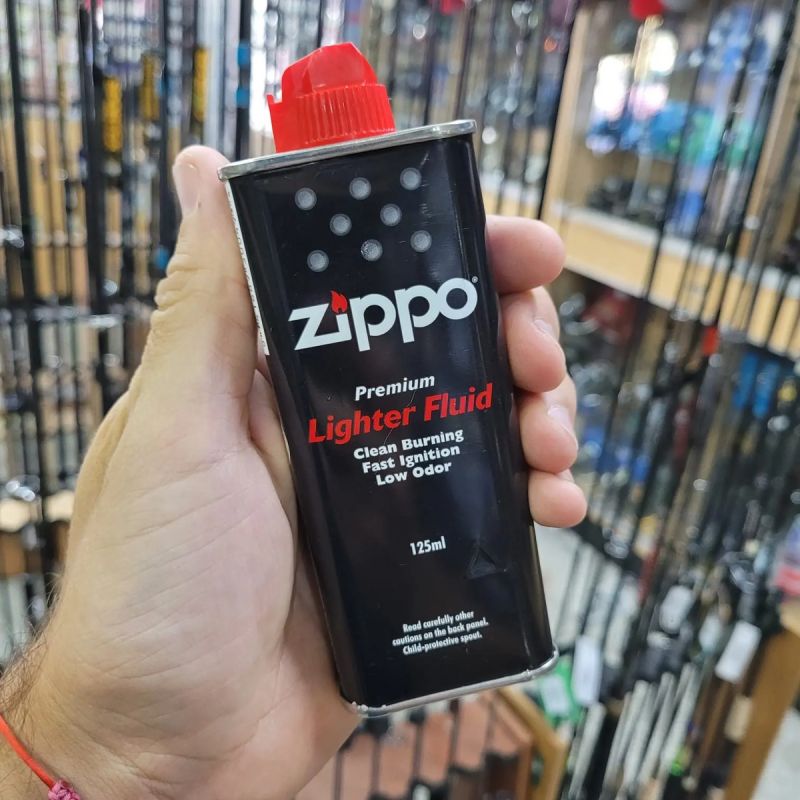 zippo®
Premium
Lighter Fluid
Clean Burning
Fast Ignition
Low Odor
125ml
Read carefully other
cautions on the back panel.
Child-protective spout.